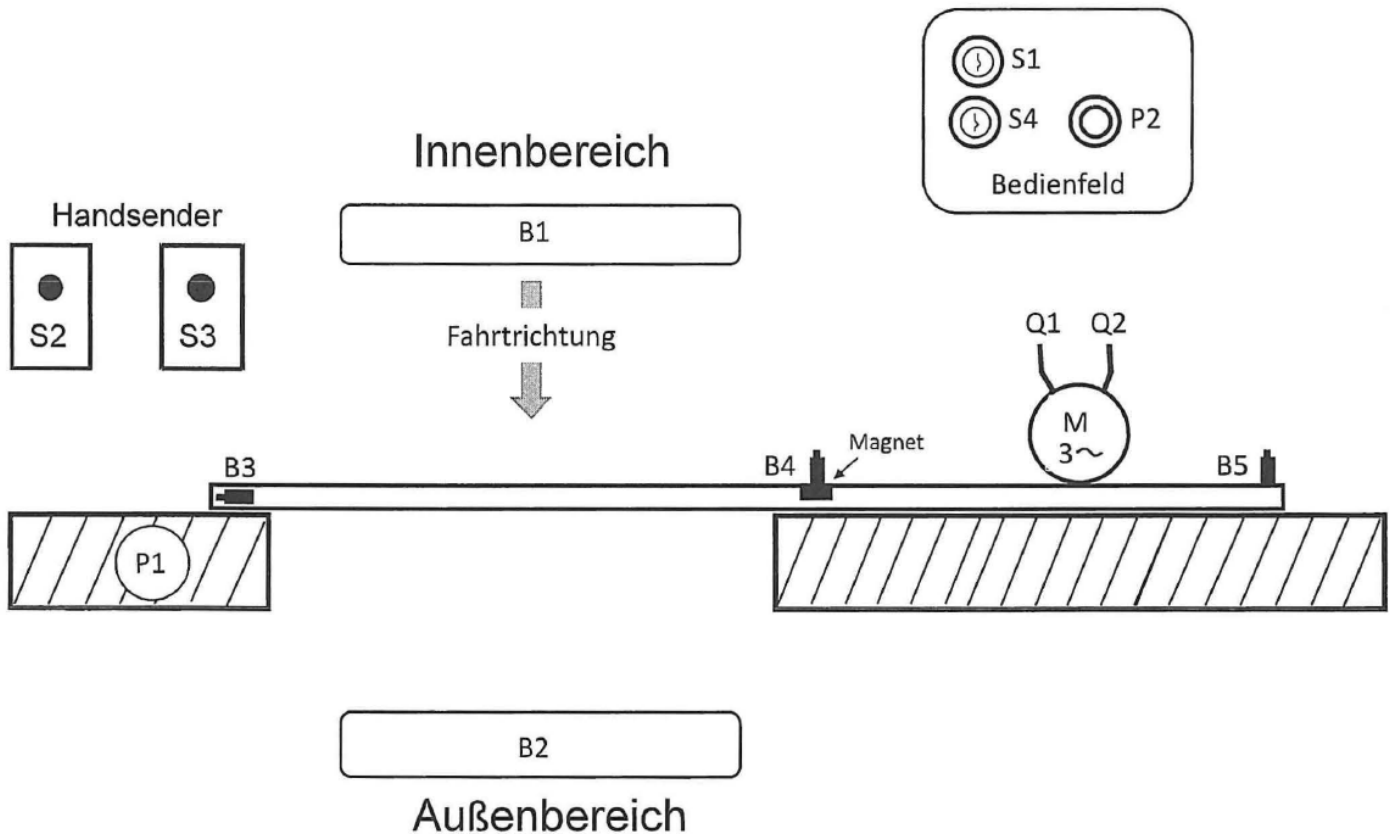 S1
S4 P2
Bedienfeld
Innenbereich
Handsender
B1
S2 S3
Fahrtrichtung
Q1 Q2
M
3~
Magnet
B3 B4 B5
P1
B2
Außenbereich